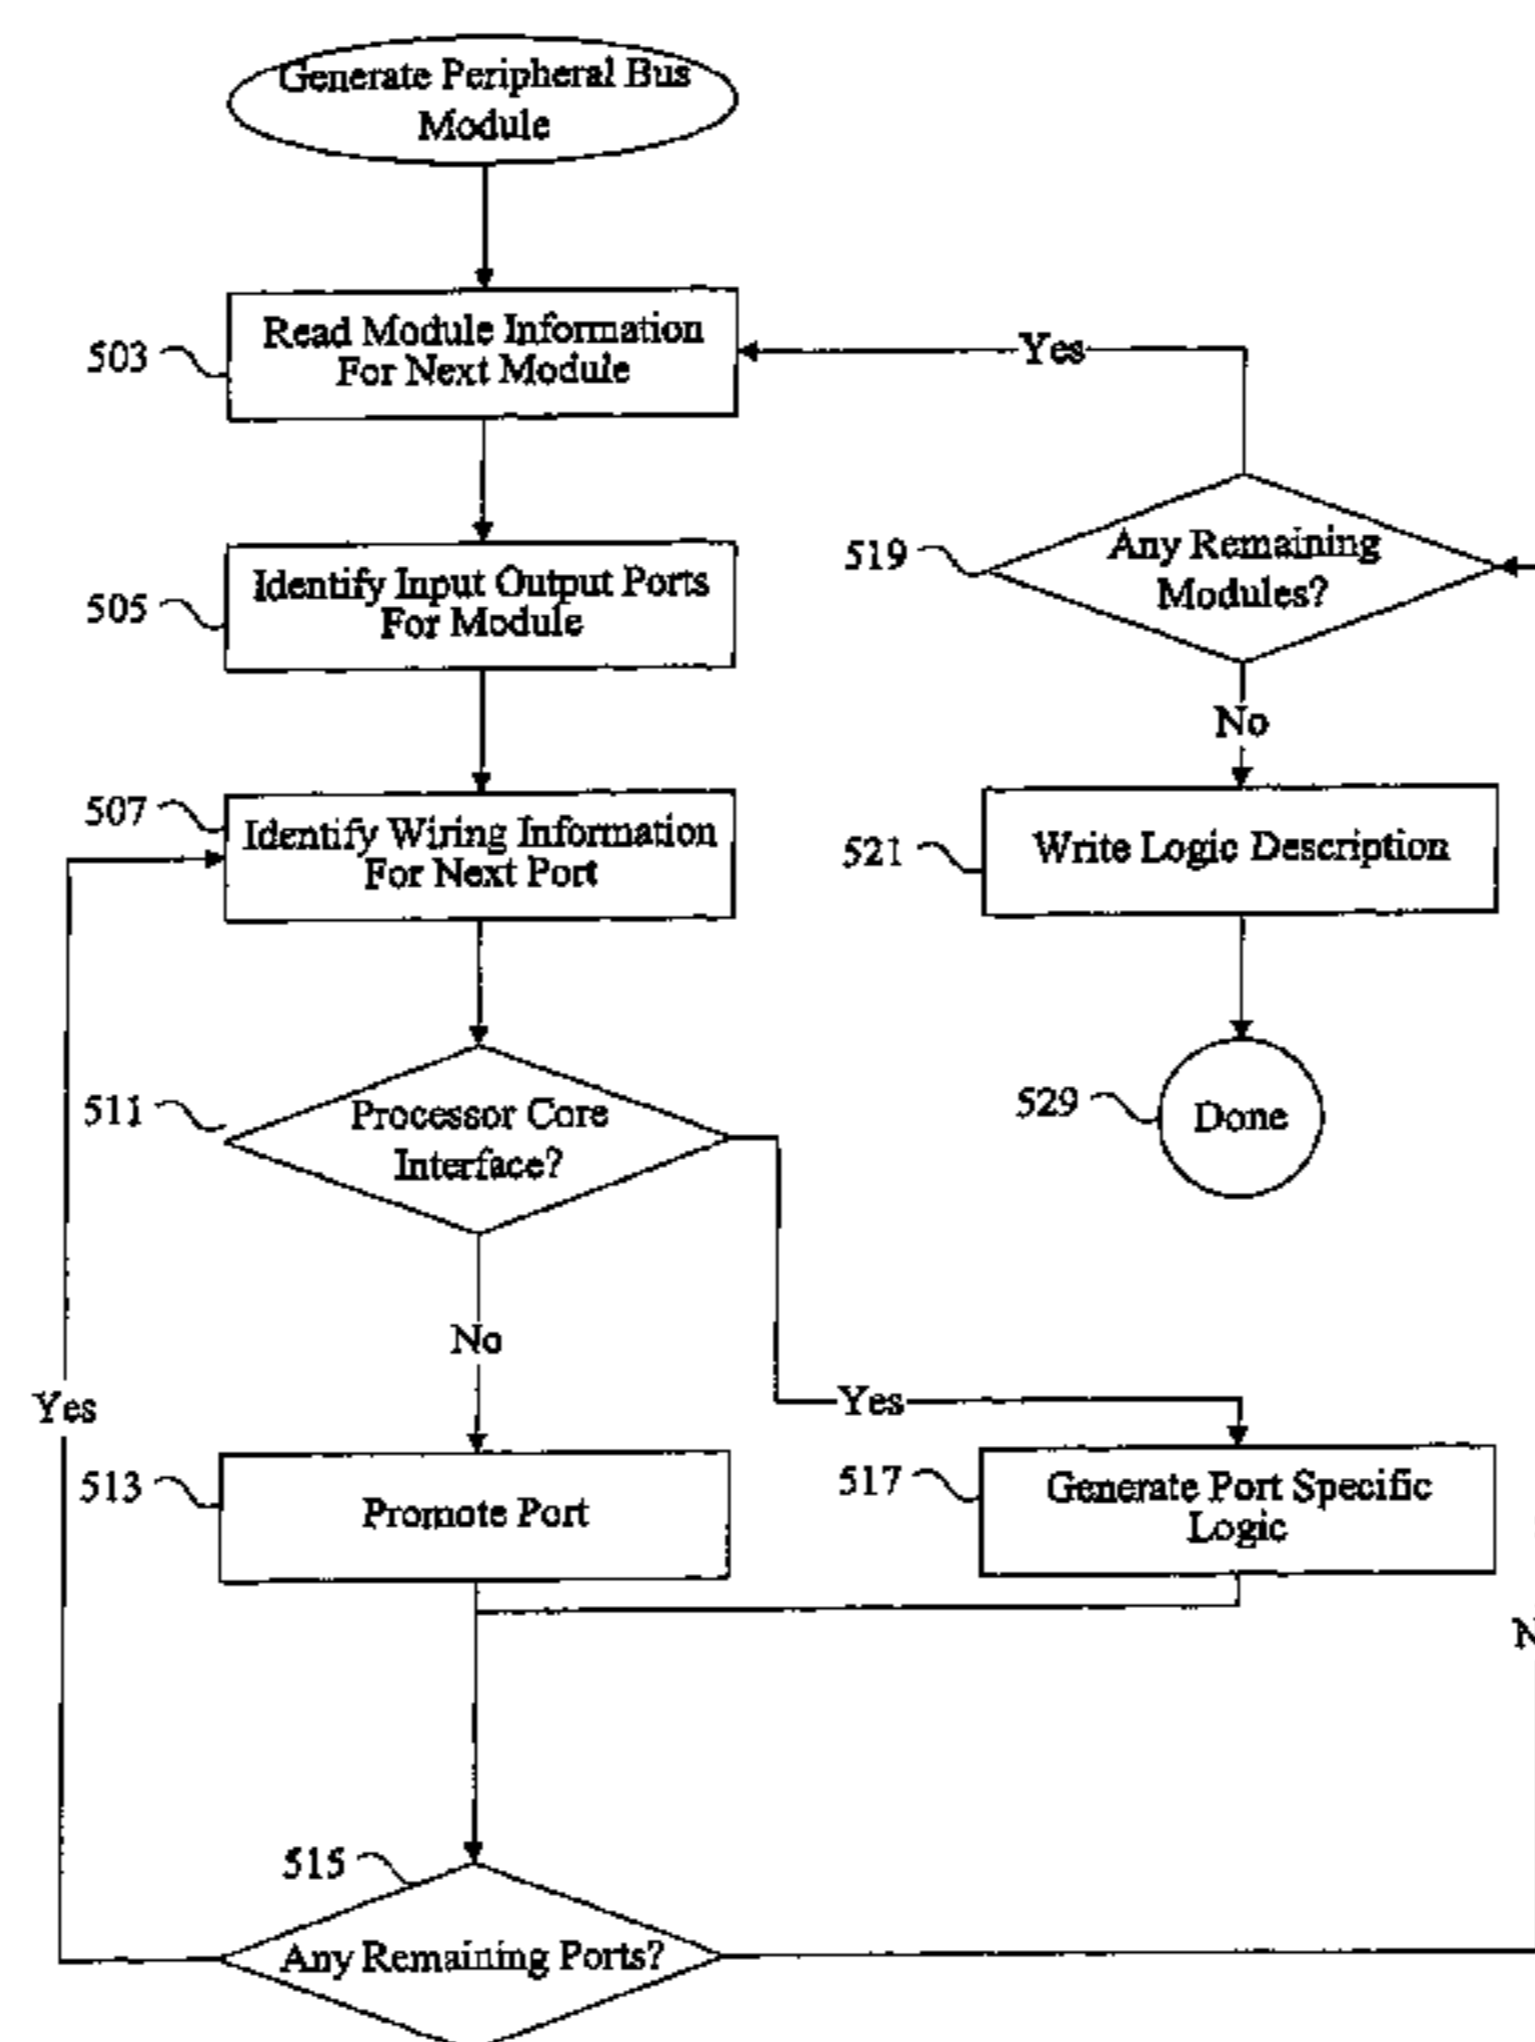 Generate Peripheral Bus
Module
503
Read Module Information
For Next Module
Yes
505
Identify Input Output Ports
For Module
519
Any Remaining
Modules?
No
507
Identify Wiring Information
For Next Port
521
Write Logic Description
511
Processor Core
Interface?
529
Done
No
Yes
Yes
513
Promote Port
517
Generate Port Specific
Logic
515
Any Remaining Ports?